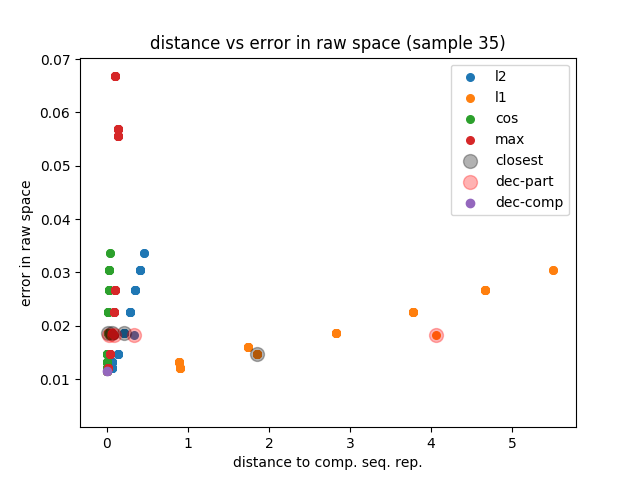 distance vs error in raw space (sample 35)
0.07
0.06
0.05
0.04
0.03
0.02
0.01
error in raw space
l2
l1
cos
max
closest
dec-part
dec-comp
0 1 2 3 4 5
distance to comp. seq. rep.